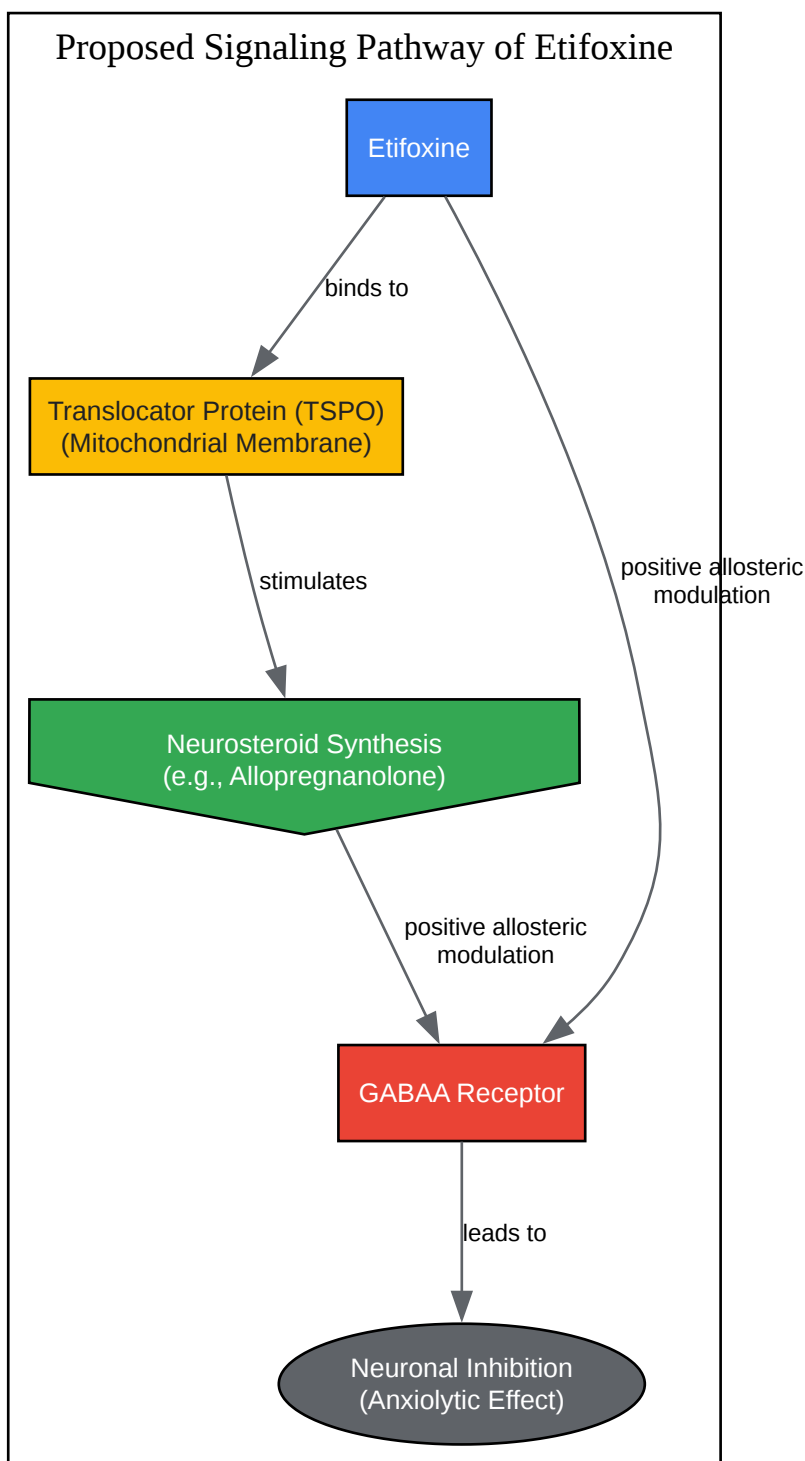 Proposed Signaling Pathway of Etifoxine
Etifoxine
binds to
Translocator Protein (TSPO)
(Mitochondrial Membrane)
positive allosteric
modulation
stimulates
Neurosteroid Synthesis
(e.g., Allopregnanolone)
positive allosteric
modulation
GABAA Receptor
leads to
Neuronal Inhibition
(Anxiolytic Effect)